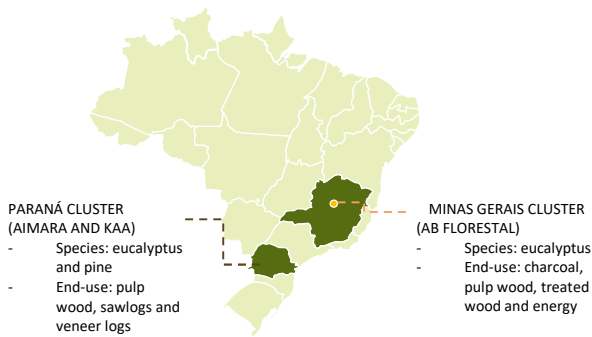 PARANÁ CLUSTER
(AIMARA AND KAA)
- Species: eucalyptus
and pine
- End-use: pulp
wood, sawlogs and
veneer logs
MINAS GERAIS CLUSTER
(AB FLORESTAL)
- Species: eucalyptus
- End-use: charcoal,
pulp wood, treated
wood and energy